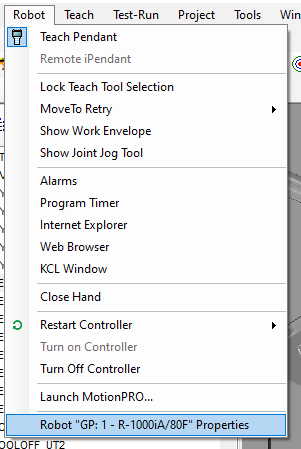 Robot Teach Test-Run Project Tools Win
Teach Pendant
Remote iPendant
Lock Teach Tool Selection
MoveTo Retry
Show Work Envelope
Show Joint Jog Tool
Alarms
Program Timer
Internet Explorer
Web Browser
KCL Window
Close Hand
Restart Controller
Turn on Controller
Turn Off Controller
Launch MotionPRO...
Robot "GP: 1 - R-1000iA/80F" Properties
OOLOFF UT2